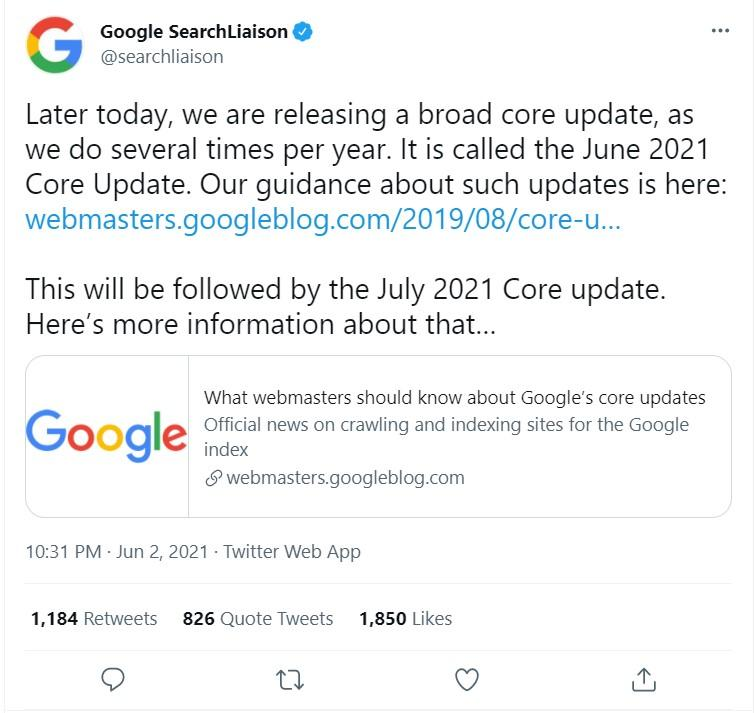 Google SearchLiaison
@searchliaison
Later today, we are releasing a broad core update, as
we do several times per year. It is called the June 2021
Core Update. Our guidance about such updates is here:
webmasters.googleblog.com/2019/08/core-u...
This will be followed by the July 2021 Core update.
Here's more information about that...
Google
What webmasters should know about Google's core updates
Official news on crawling and indexing sites for the Google
index
webmasters.googleblog.com
10:31 PM · Jun 2, 2021 · Twitter Web App
1,184 Retweets 826 Quote Tweets 1,850 Likes